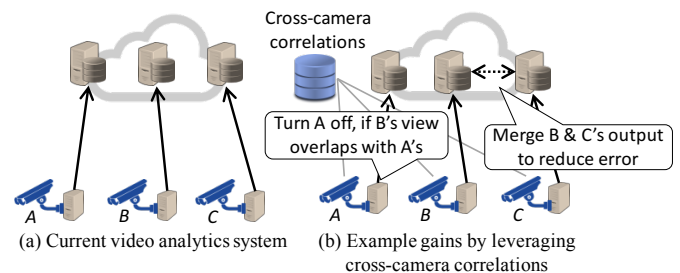 Cross-camera
correlations
Turn A off, if B's view
overlaps with A's
Merge B & C's output
to reduce error
A
B
C
A
B
C
(a) Current video analytics system
(b) Example gains by leveraging
cross-camera correlations